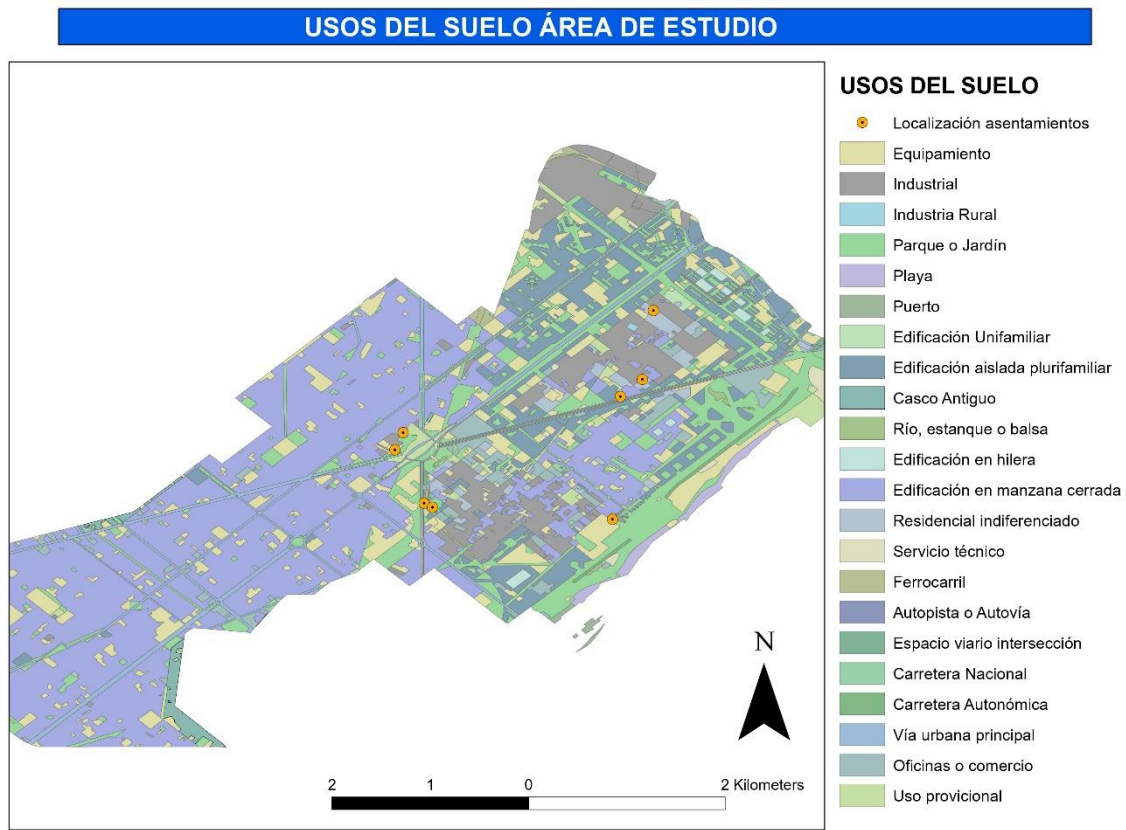 USOS DEL SUELO ÁREA DE ESTUDIO
USOS DEL SUELO
Localización asentamientos
Equipamiento
Industrial
Industria Rural
Parque o Jardín
Playa
Puerto
Edificación Unifamiliar
Edificación aislada plurifamiliar
Casco Antiguo
Río, estanque o balsa
Edificación en hilera
Edificación en manzana cerrada
Residencial indiferenciado
Servicio técnico
Ferrocarril
Autopista o Autovía
Espacio viario intersección
Carretera Nacional
Carretera Autonómica
Vía urbana principal
Oficinas o comercio
Uso provicional
N
2 1 0 2 Kilometers